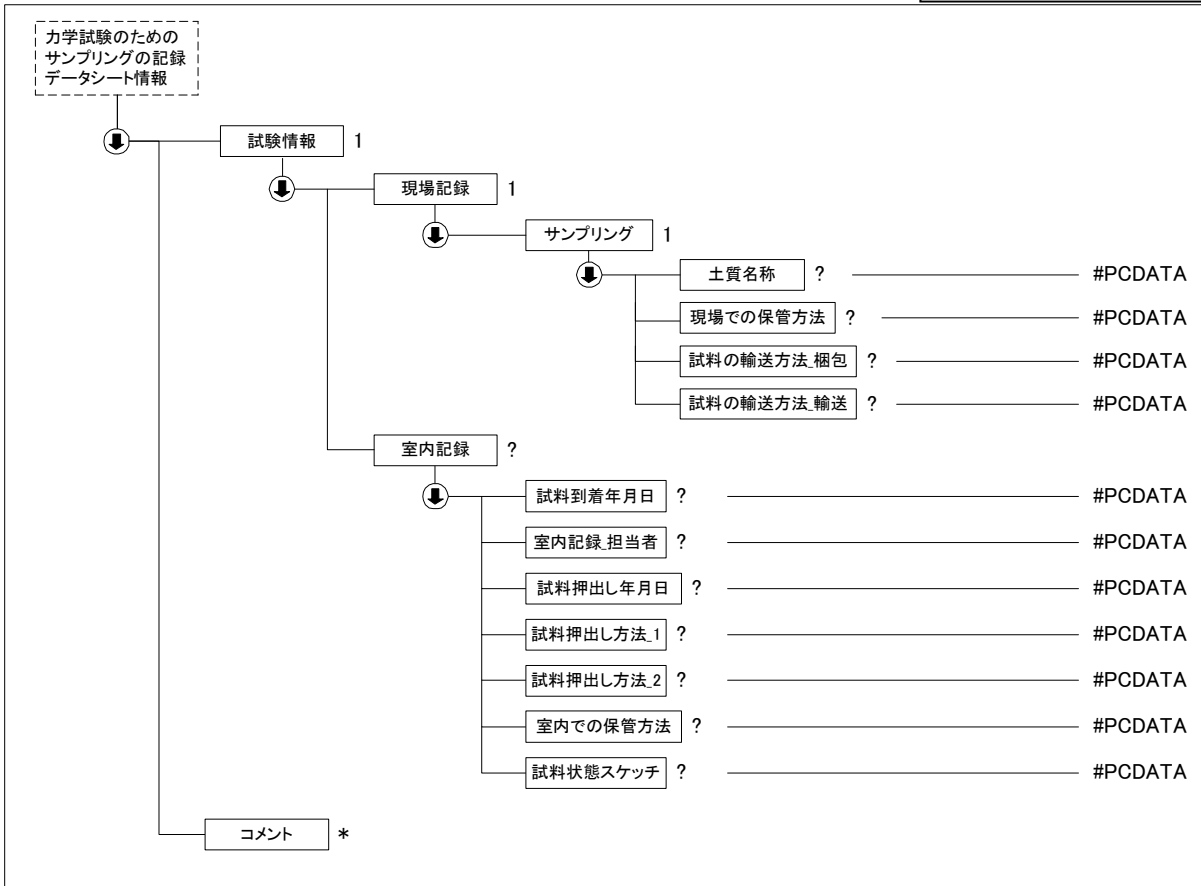 力学試験のための
サンプリングの記録
データシート情報
試験情報 1
現場記録 1
サンプリング 1
土質名称 ? #PCDATA
現場での保管方法 ? #PCDATA
試料の輸送方法_梱包 ? #PCDATA
試料の輸送方法_輸送 ? #PCDATA
室内記録 ?
試料到着年月日 ? #PCDATA
室内記録_担当者 ? #PCDATA
試料押出し年月日 ? #PCDATA
試料押出し方法_1 ? #PCDATA
試料押出し方法_2 ? #PCDATA
室内での保管方法 ? #PCDATA
試料状態スケッチ ? #PCDATA
コメント *